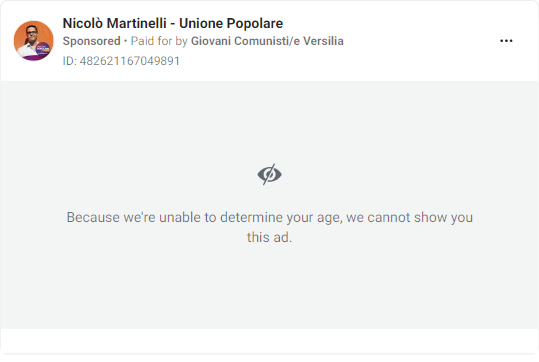 Nicolò Martinelli - Unione Popolare
Sponsored • Paid for by Giovani Comunisti/e Versilia
ID: 482621167049891
Because we're unable to determine your age, we cannot show you
this ad.